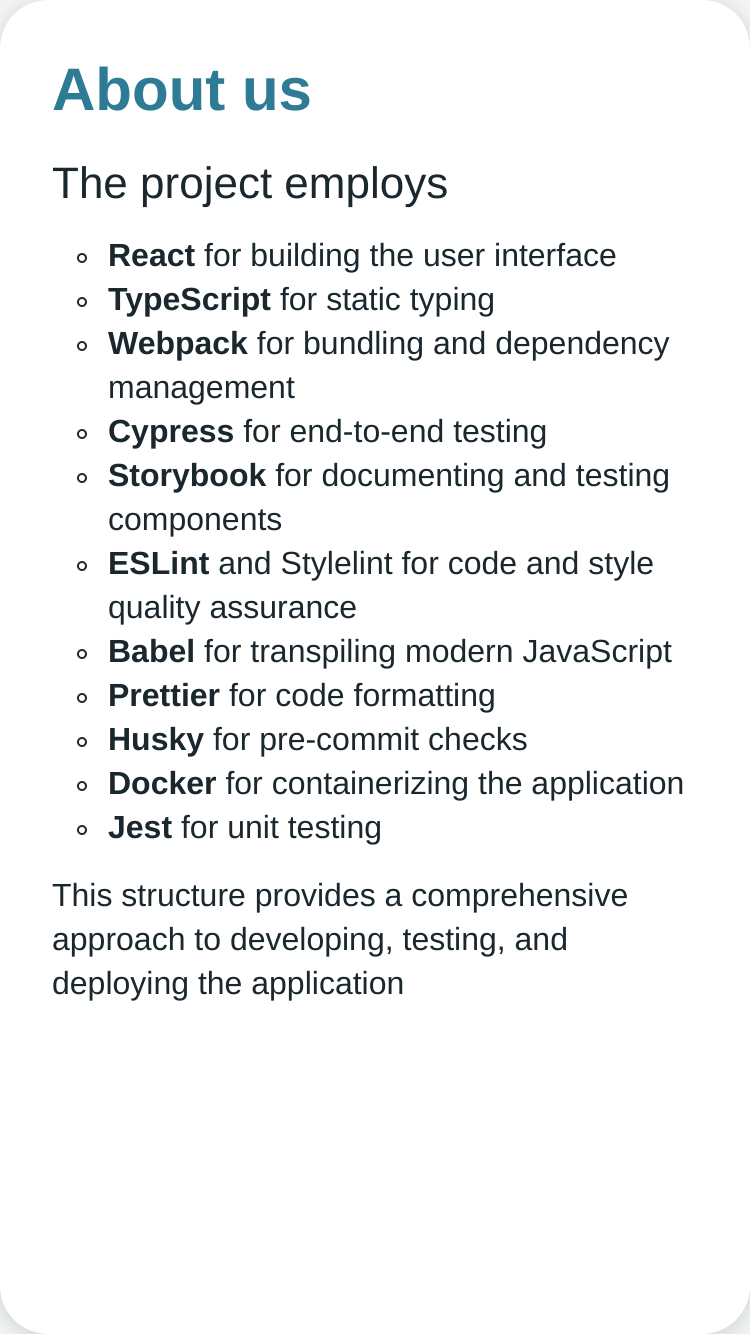 About us
The project employs
React for building the user interface
TypeScript for static typing
Webpack for bundling and dependency
management
Cypress for end-to-end testing
Storybook for documenting and testing
components
ESLint and Stylelint for code and style
quality assurance
Babel for transpiling modern JavaScript
Prettier for code formatting
Husky for pre-commit checks
Docker for containerizing the application
Jest for unit testing
This structure provides a comprehensive
approach to developing, testing, and
deploying the application